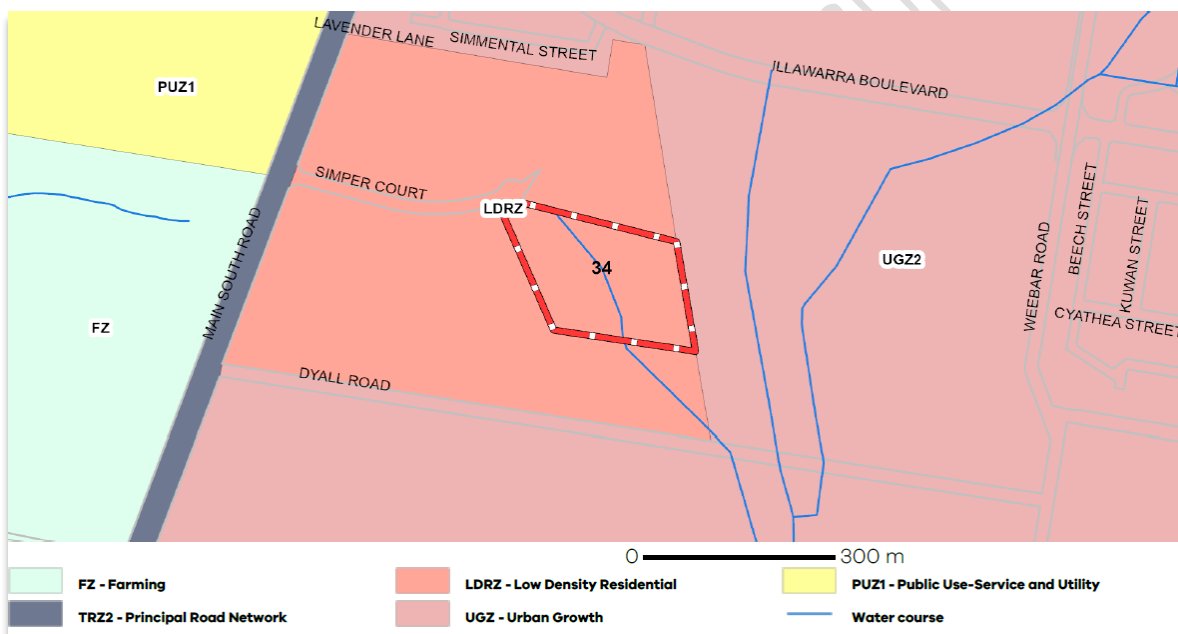 LAVENDER LANE
SIMMENTAL STREET
PUZ1
ILLAWARRA BOULEVARD
SIMPER COURT
LDRZ
BEECH STREET
KUWAN STREET
MAIN SOUTH ROAD
34
UGZ2
WEEBAR ROAD
FZ
CYATHEA STREET
DYALL ROAD
0 300 m
FZ - Farming
LDRZ - Low Density Residential
PUZ1 - Public Use-Service and Utility
TRZ2 - Principal Road Network
UGZ - Urban Growth
Water course